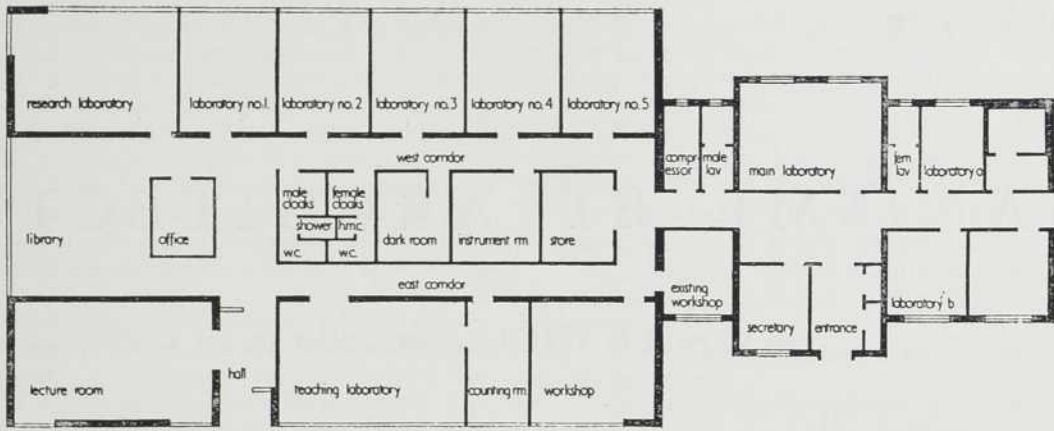 research laboratory
laboratory no.1.
laboratory no. 2
laboratory no. 3
laboratory no. 4
laboratory no. 5
west corridor
compr
essor
male
lav
main laboratory
fem
lav
laboratory a
male
cloaks
female
cloaks
shower
h.m.c.
w.c.
w.c.
dark room
instrument rm.
store
library
office
east corridor
existing
workshop
secretary
entrance
laboratory b
lecture room
hall
teaching laboratory
counting rm.
workshop